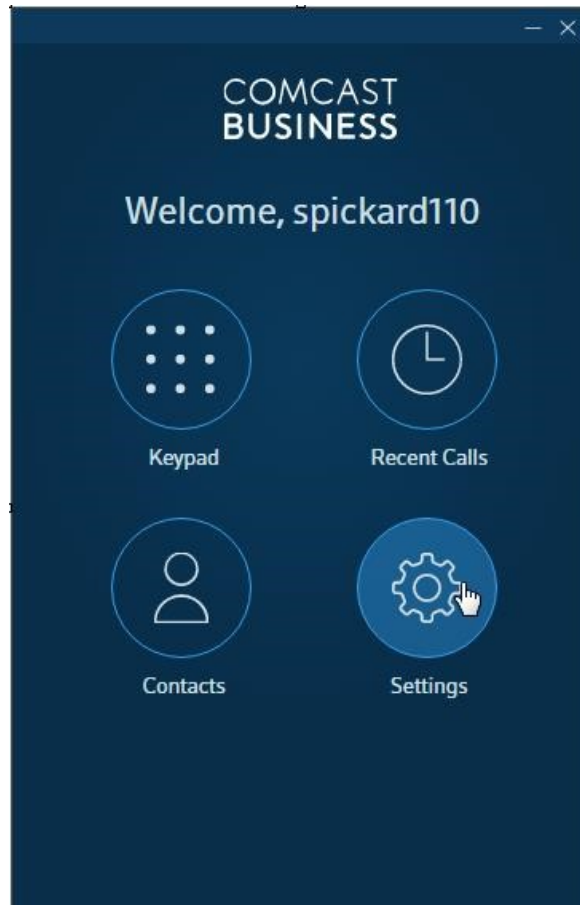 COMCAST
BUSINESS
Welcome, spickard110
Keypad
Recent Calls
Contacts
Settings